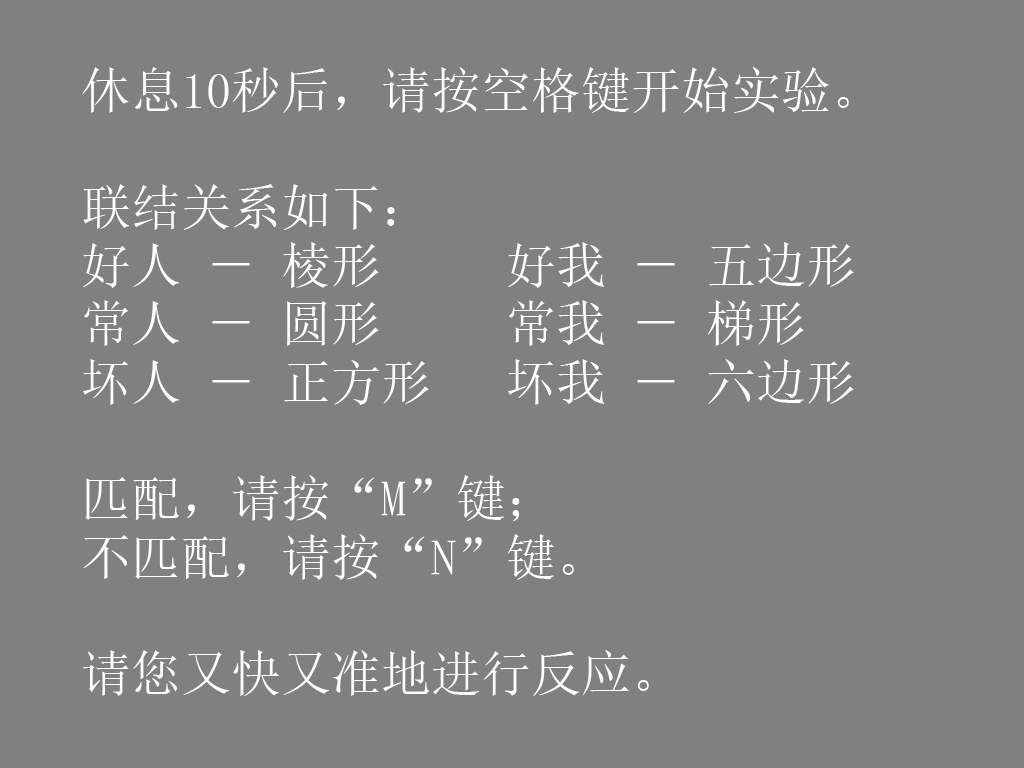 休息10秒后，请按空格键开始实验。
联结关系如下：
好人 － 棱形 好我 － 五边形
常人 － 圆形 常我 － 梯形
坏人 － 正方形 坏我 － 六边形
匹配，请按“M”键；
不匹配，请按“N”键。
请您又快又准地进行反应。